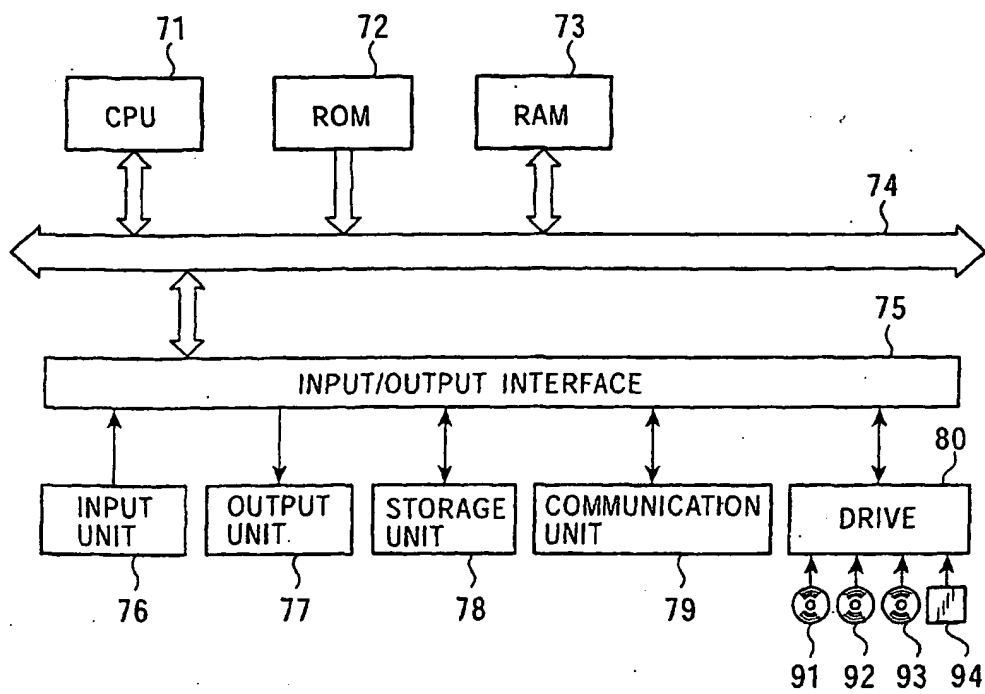 71 72 73
CPU ROM RAM
74
75
INPUT/OUTPUT INTERFACE
80
INPUT UNIT
OUTPUT UNIT
STORAGE UNIT
COMMUNICATION UNIT
DRIVE
76 77 78 79
91 92 93 94